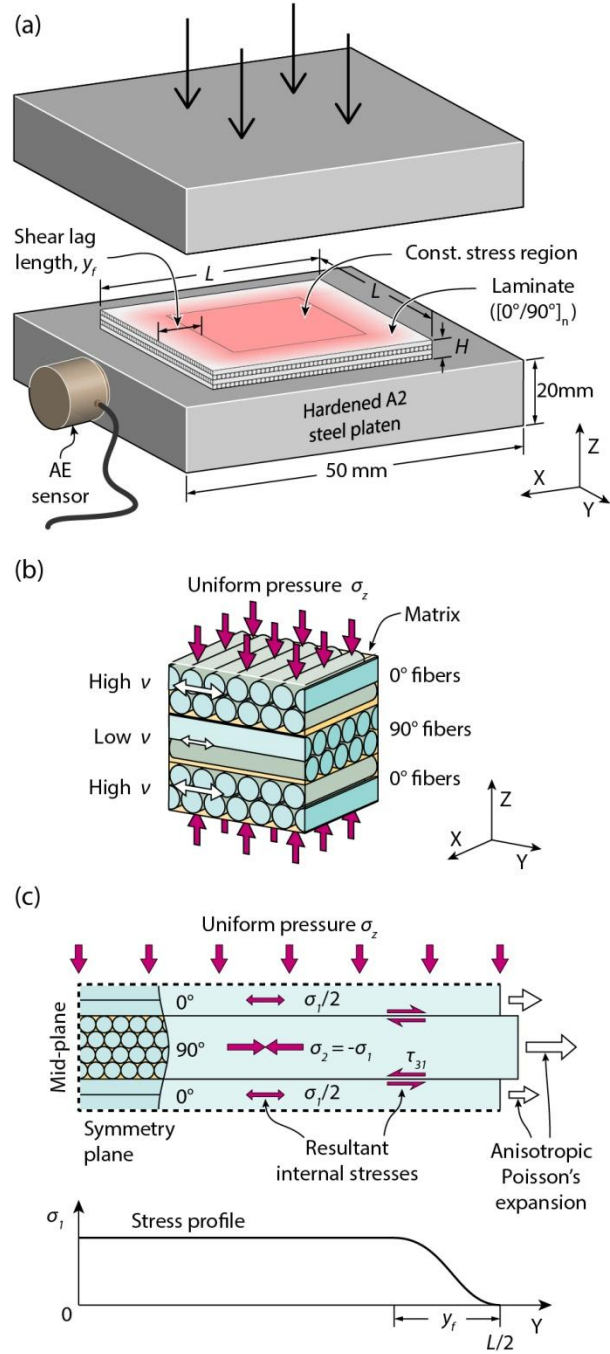 (a)
Shear lag
length, y_f
L
Const. stress region
L
Laminate
([0°/90°]_n)
H
Hardened A2
steel platen
20mm
AE
sensor
50 mm
Z
X
Y
(b)
Uniform pressure σ_z
Matrix
High ν
0° fibers
Low ν
90° fibers
High ν
0° fibers
Z
X
Y
(c)
Uniform pressure σ_z
Mid-plane
0°
σ_1/2
90°
σ_2 = -σ_1
τ_31
0°
σ_1/2
Symmetry
plane
Resultant
internal stresses
Anisotropic
Poisson's
expansion
σ_1
Stress profile
0
y_f
L/2
Y